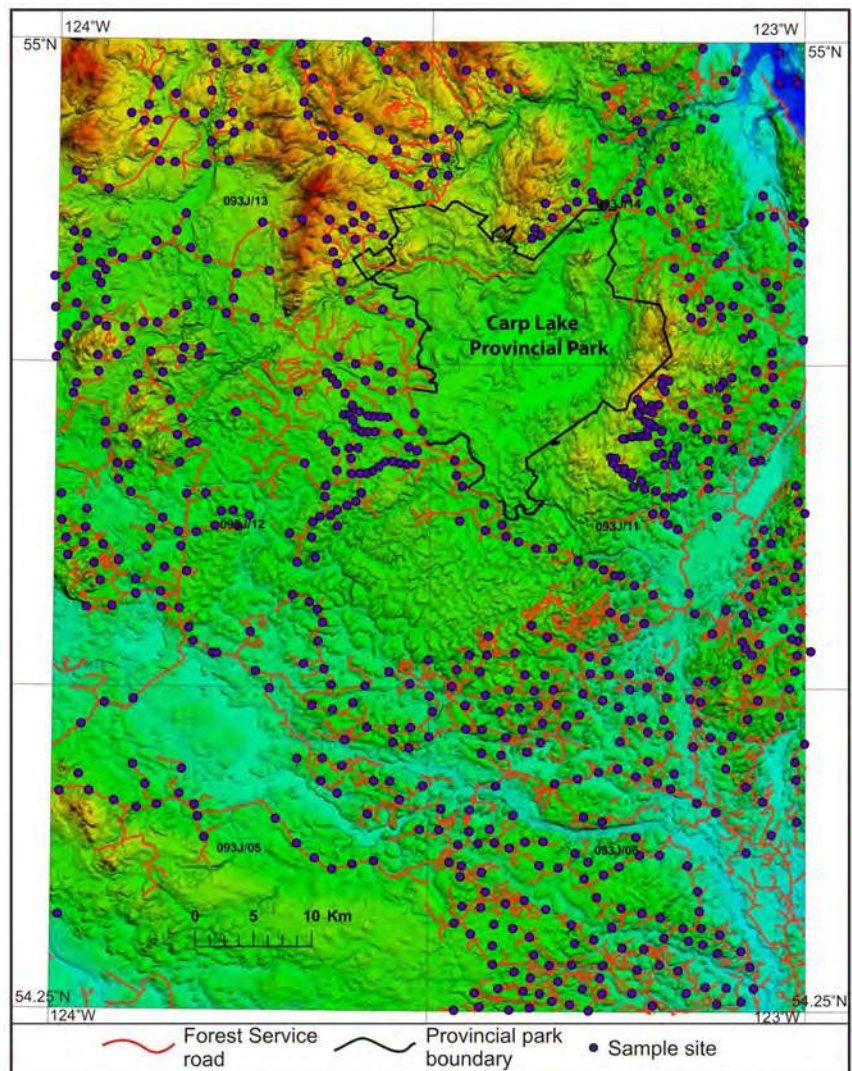 124°W
123°W
55°N
55°N
093J/13
093J/14
Carp Lake
Provincial Park
093J/12
093J/11
093J/05
093J/06
0 5 10 Km
54.25°N
54.25°N
124°W
123°W
Forest Service
road
Provincial park
boundary
Sample site